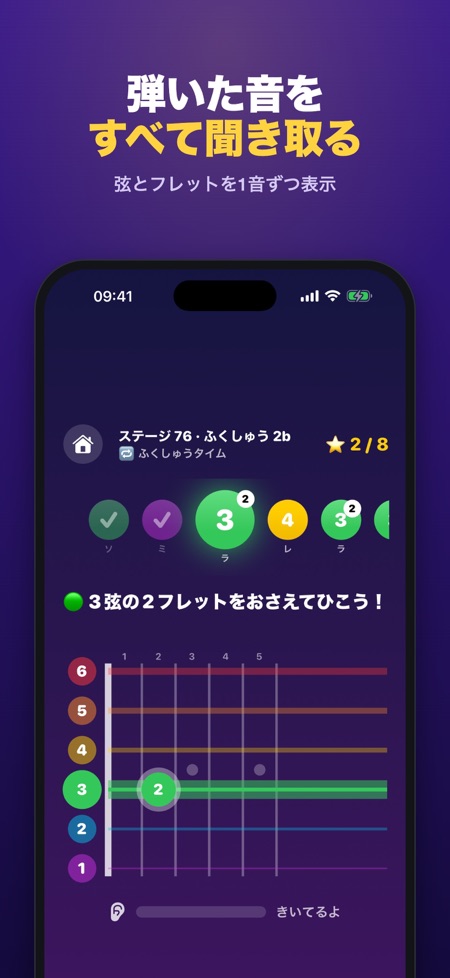 弾いた音を
すべて聞き取る
弦とフレットを1音ずつ表示
09:41
ステージ 76・ふくしゅう 2b
ふくしゅうタイム
2 / 8
3 2 4 3 2
ソ ミ ラ レ ラ
3弦の2フレットをおさえてひこう！
1 2 3 4 5
6
5
4
3 2
2
1
きいてるよ